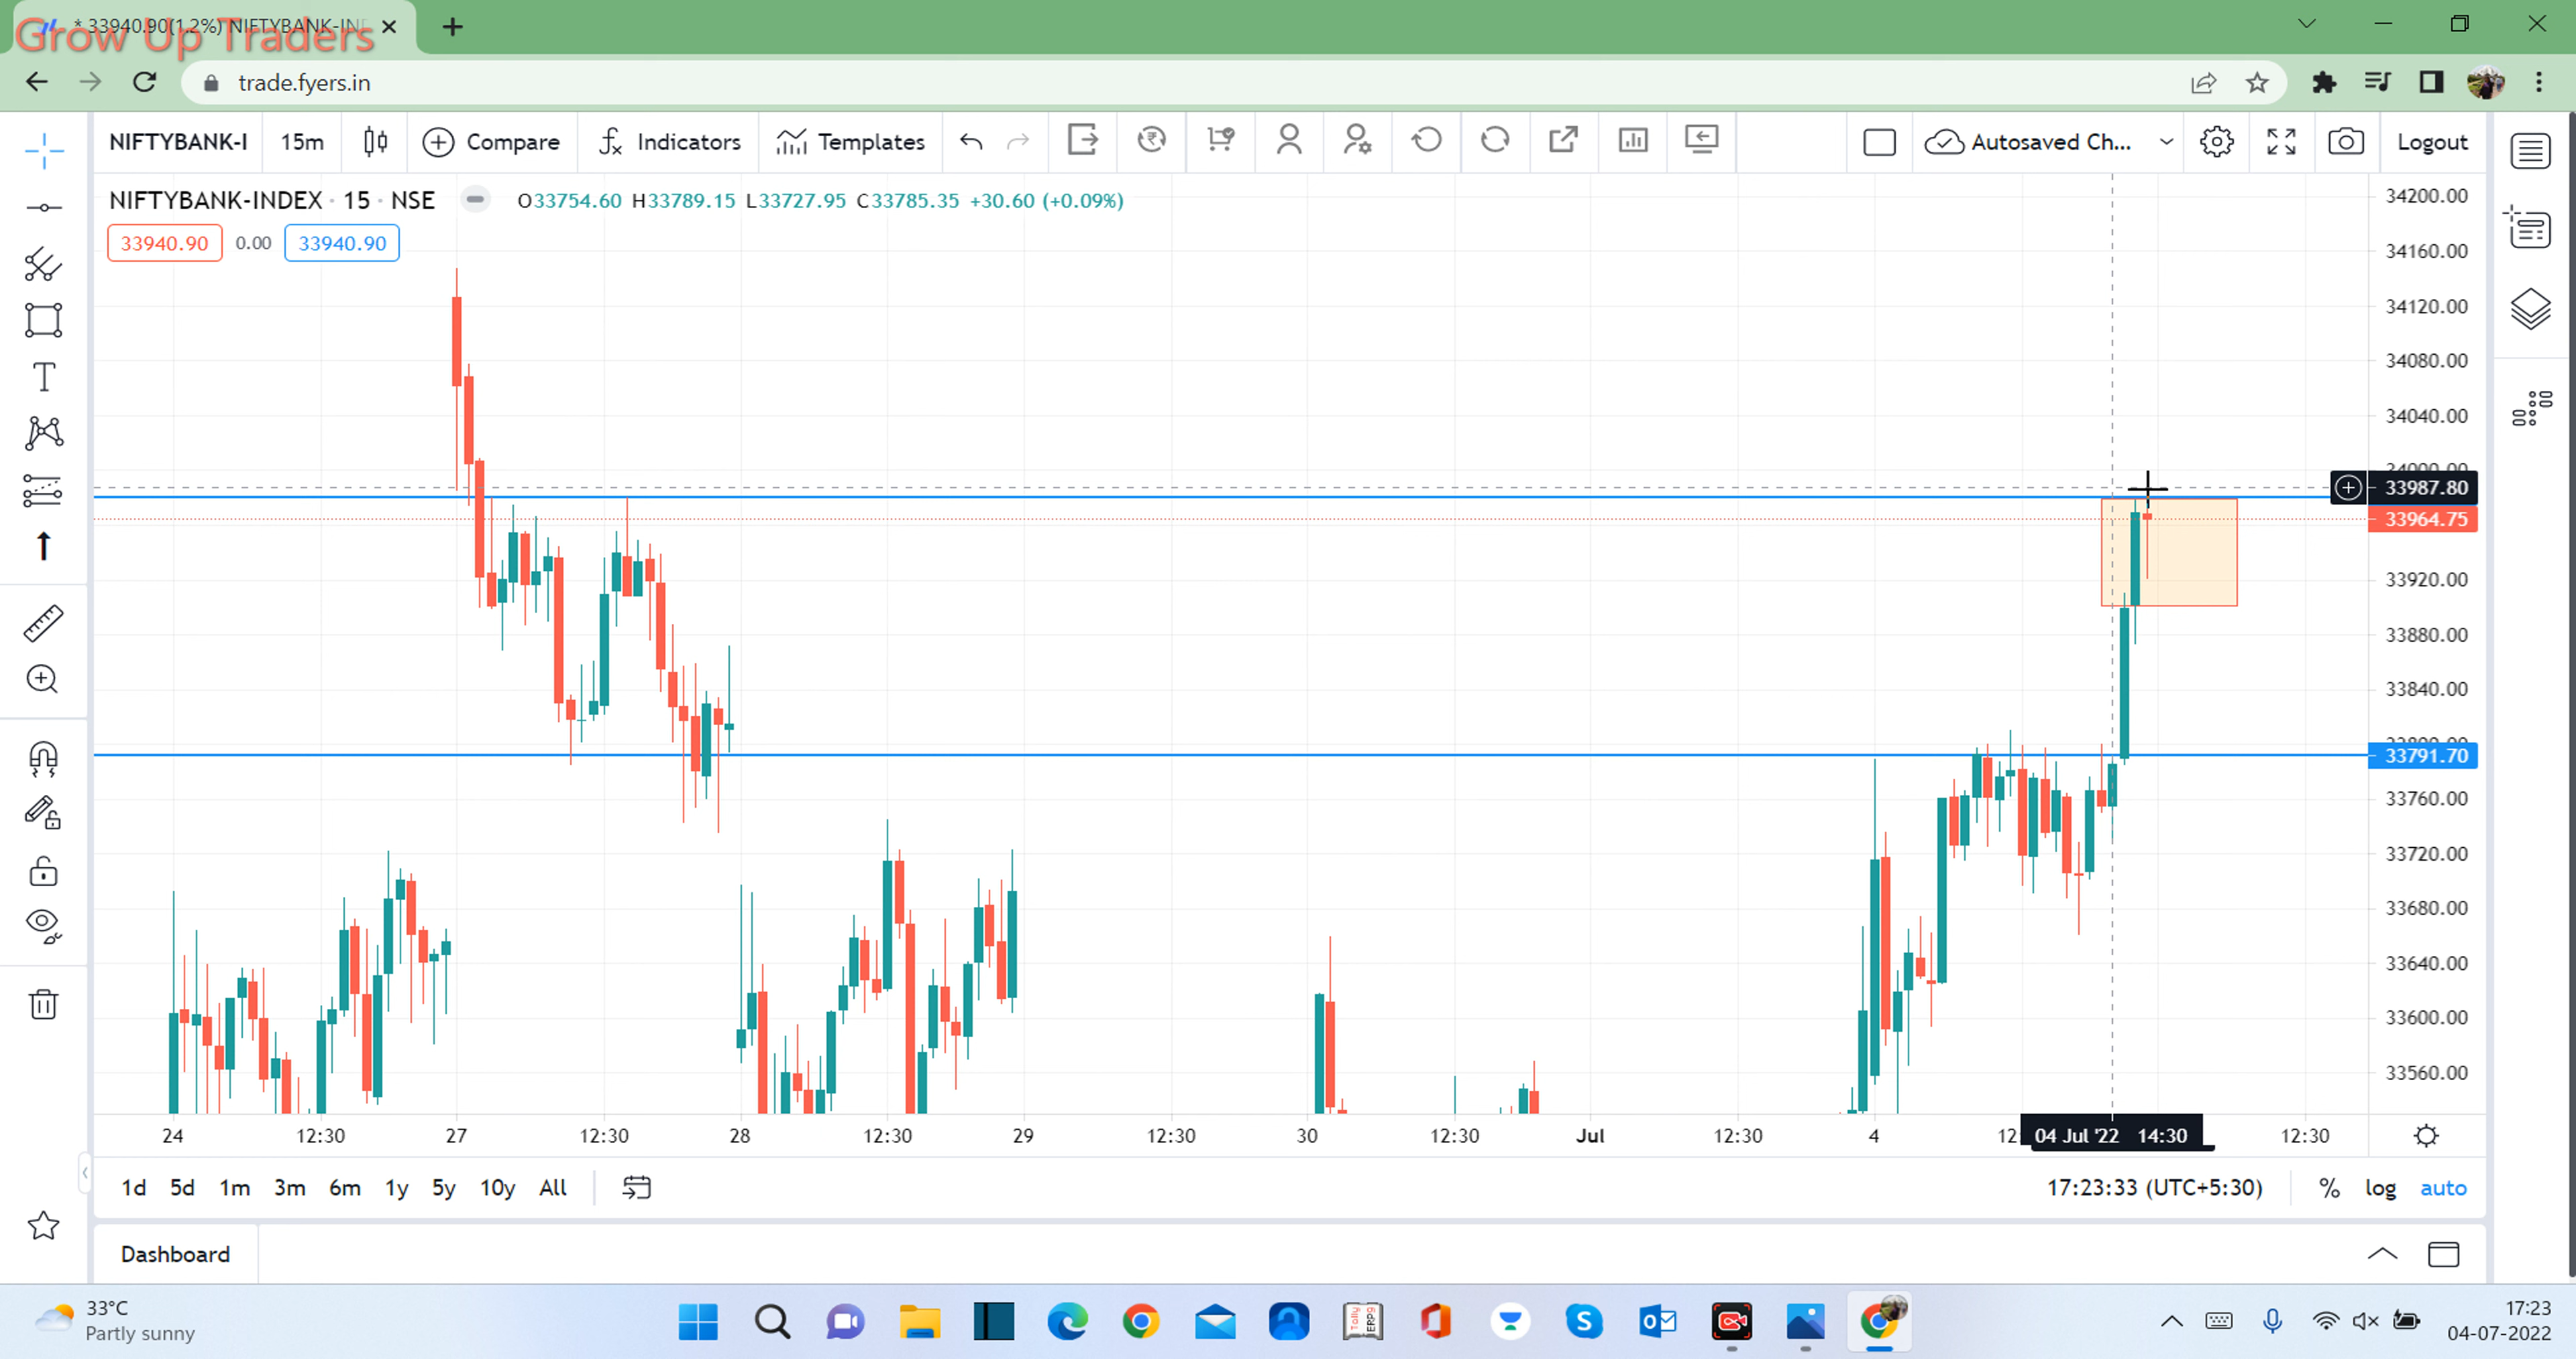 * 33940.90(1.2%) NIFTYBANK-IN
Grow Up Traders
trade.fyers.in
NIFTYBANK-I 15m Compare Indicators Templates Autosaved Ch... Logout
NIFTYBANK-INDEX · 15 · NSE O33754.60 H33789.15 L33727.95 C33785.35 +30.60 (+0.09%)
33940.90 0.00 33940.90
34200.00
34160.00
34120.00
34080.00
34040.00
34000.00
33987.80
33964.75
33920.00
33880.00
33840.00
33800.00
33791.70
33760.00
33720.00
33680.00
33640.00
33600.00
33560.00
24 12:30 27 12:30 28 12:30 29 12:30 30 12:30 Jul 12:30 4 12: 04 Jul '22 14:30 12:30
1d 5d 1m 3m 6m 1y 5y 10y All 17:23:33 (UTC+5:30) % log auto
Dashboard
33°C
Partly sunny
17:23
04-07-2022